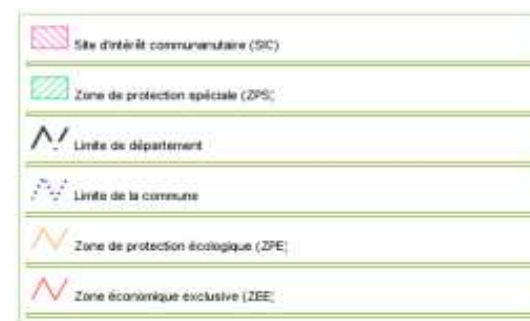 Site d'intérêt communanutaire (SIC)
Zone de protection spéciale (ZPS)
Limite de département
Limite de la commune
Zone de protection écologique (ZPE)
Zone économique exclusive (ZEE)